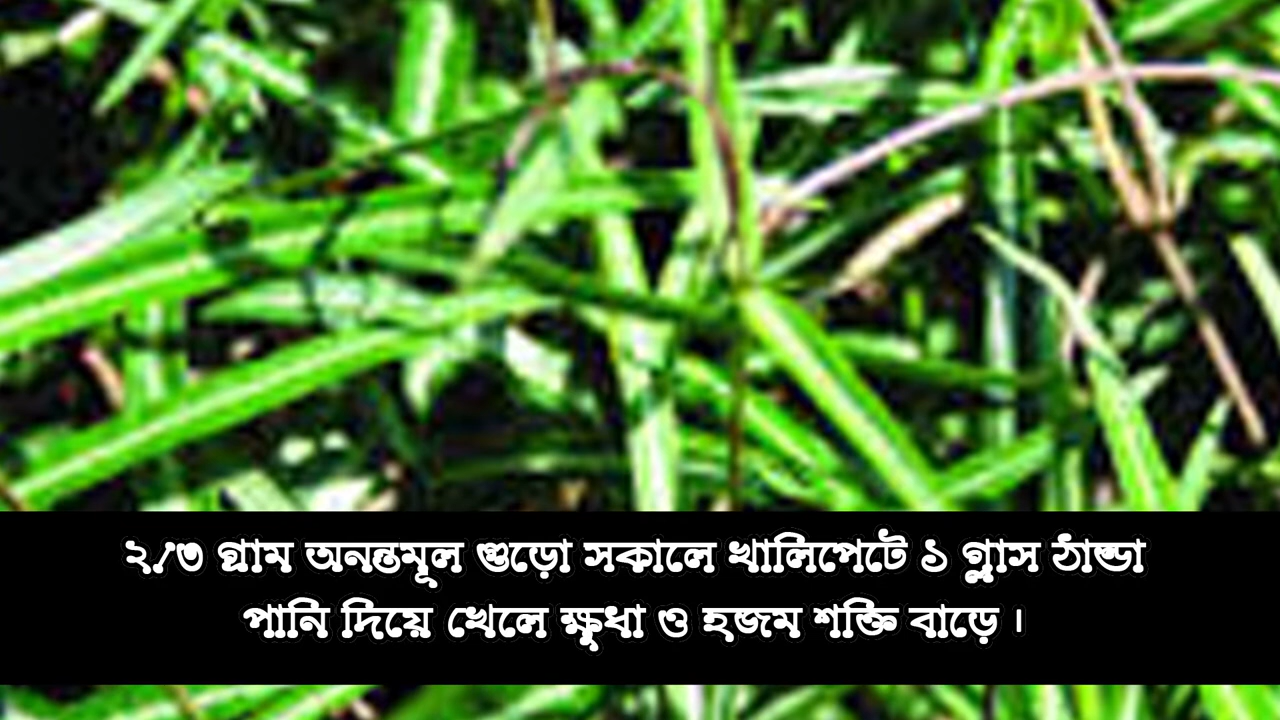 ২/৩ গ্রাম অনন্তমূল গুড়ো সকালে খালিপেটে ১ গ্লাস ঠান্ডা
পানি দিয়ে খেলে ক্ষুধা ও হজম শক্তি বাড়ে ।